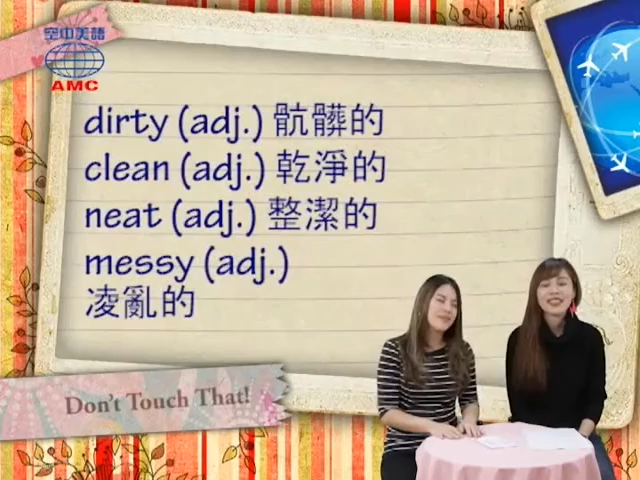 空中美語
AMC
dirty (adj.) 骯髒的
clean (adj.) 乾淨的
neat (adj.) 整潔的
messy (adj.)
凌亂的
Don't Touch That!